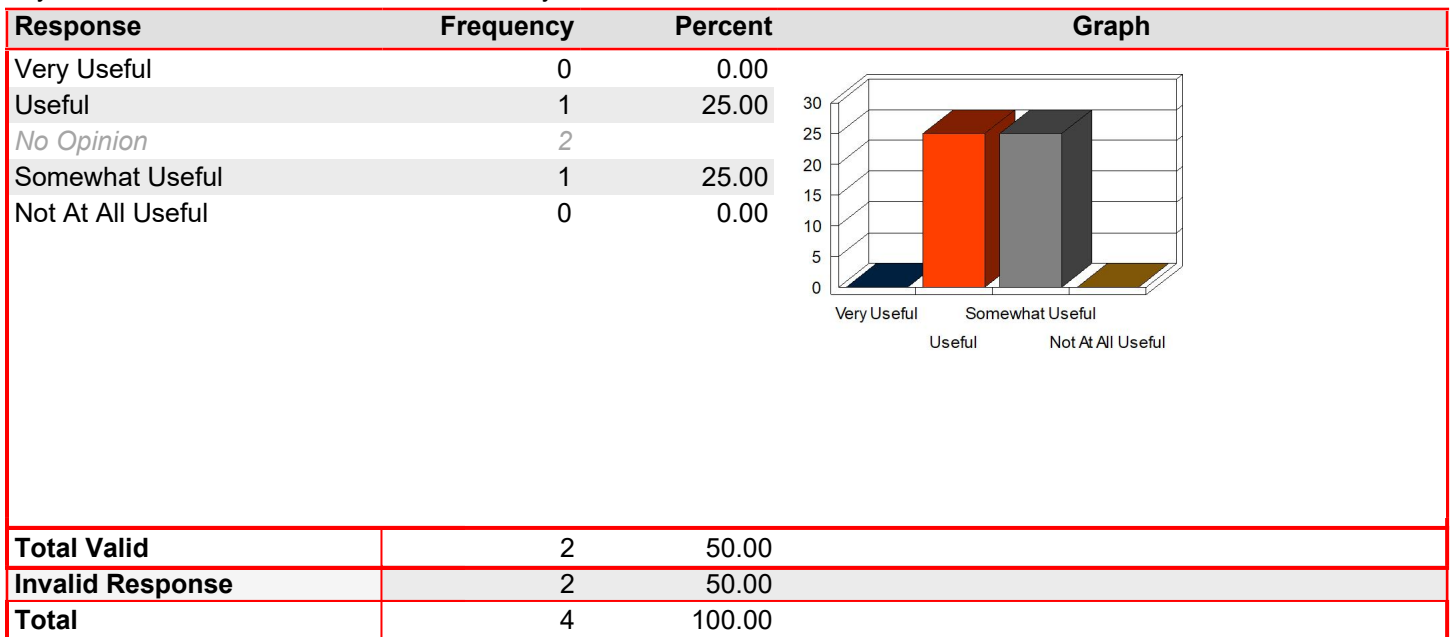 Response Frequency Percent Graph
Very Useful 0 0.00
Useful 1 25.00
No Opinion 2
Somewhat Useful 1 25.00
Not At All Useful 0 0.00
30
25
20
15
10
5
0
Very Useful Somewhat Useful
Useful Not At All Useful
Total Valid 2 50.00
Invalid Response 2 50.00
Total 4 100.00